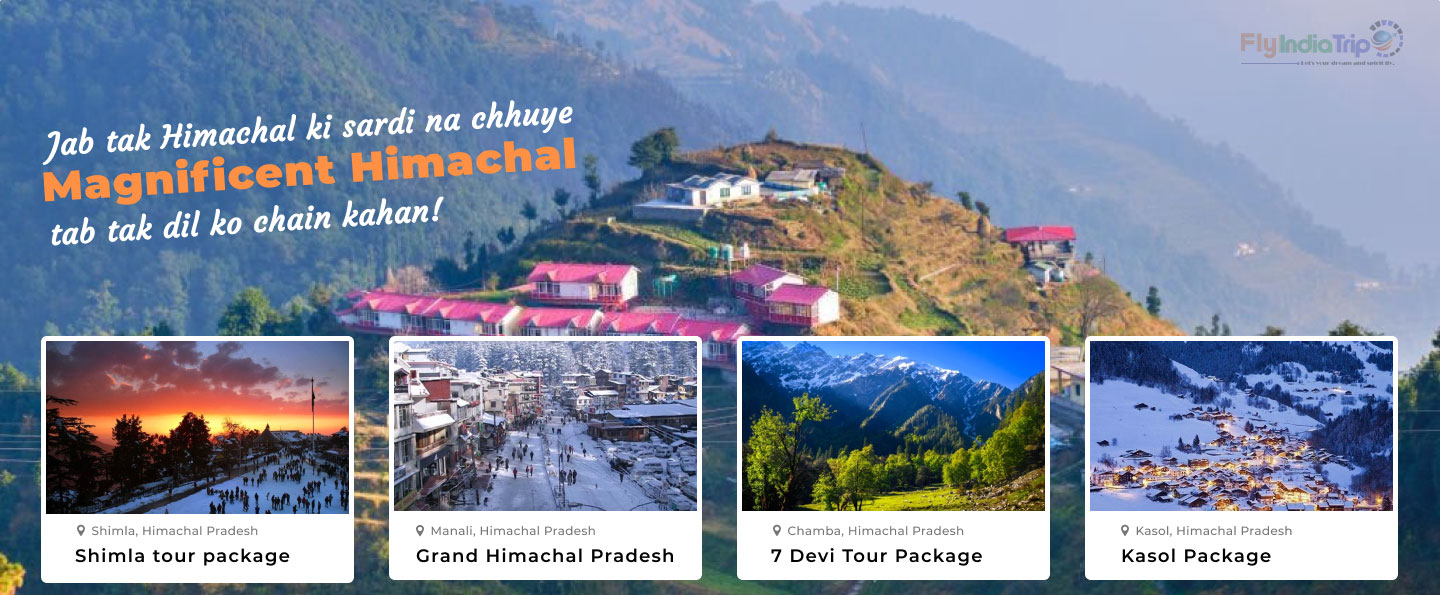 FlyIndiaTrip
Jab tak Himachal ki sardi na chhuye
Magnificent Himachal
tab tak dil ko chain kahan!
Shimla, Himachal Pradesh
Shimla tour package
Manali, Himachal Pradesh
Grand Himachal Pradesh
Chamba, Himachal Pradesh
7 Devi Tour Package
Kasol, Himachal Pradesh
Kasol Package